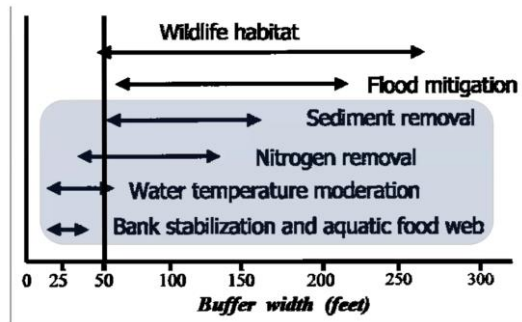 Wildlife habitat
Flood mitigation
Sediment removal
Nitrogen removal
Water temperature moderation
Bank stabilization and aquatic food web
0 25 50 100 150 200 250 300
Buffer width (feet)